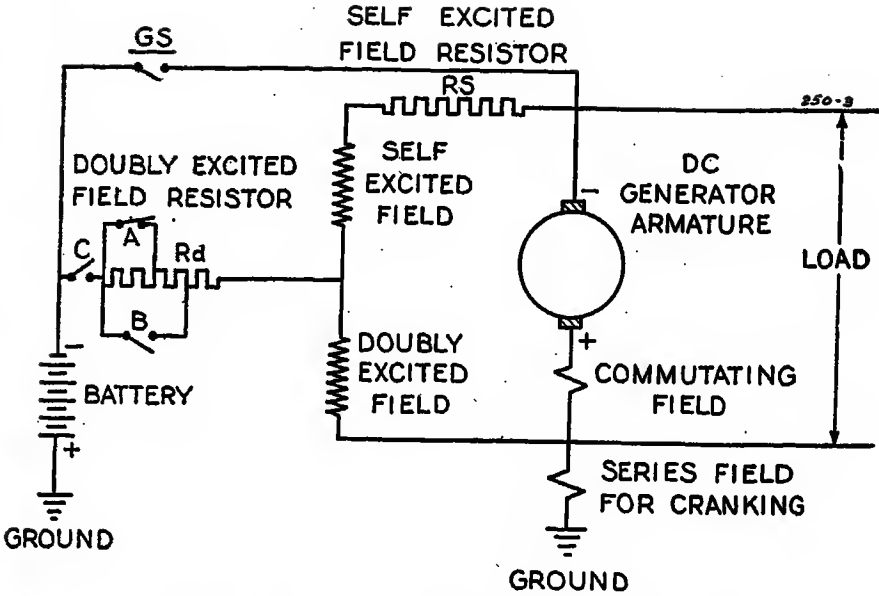 SELF EXCITED
FIELD RESISTOR
GS
RS
250-3
DOUBLY EXCITED
FIELD RESISTOR
SELF
EXCITED
FIELD
DC
GENERATOR
ARMATURE
-
A
C
Rd
B
LOAD
-
BATTERY
+
DOUBLY
EXCITED
FIELD
+
COMMUTATING
FIELD
SERIES FIELD
FOR CRANKING
GROUND
GROUND